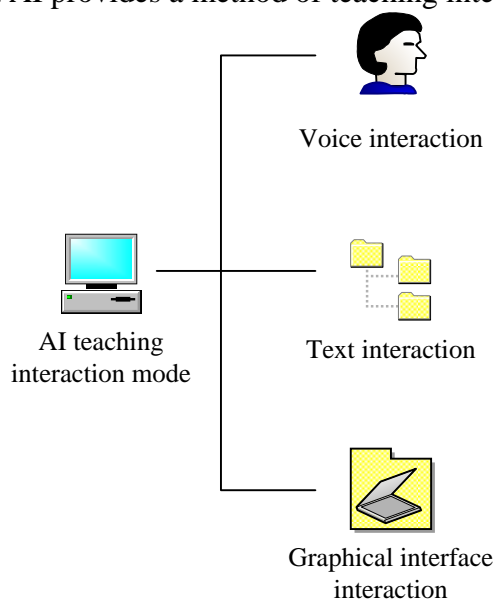 AI provides a method of teaching inte
Voice interaction
AI teaching
interaction mode
Text interaction
Graphical interface
interaction